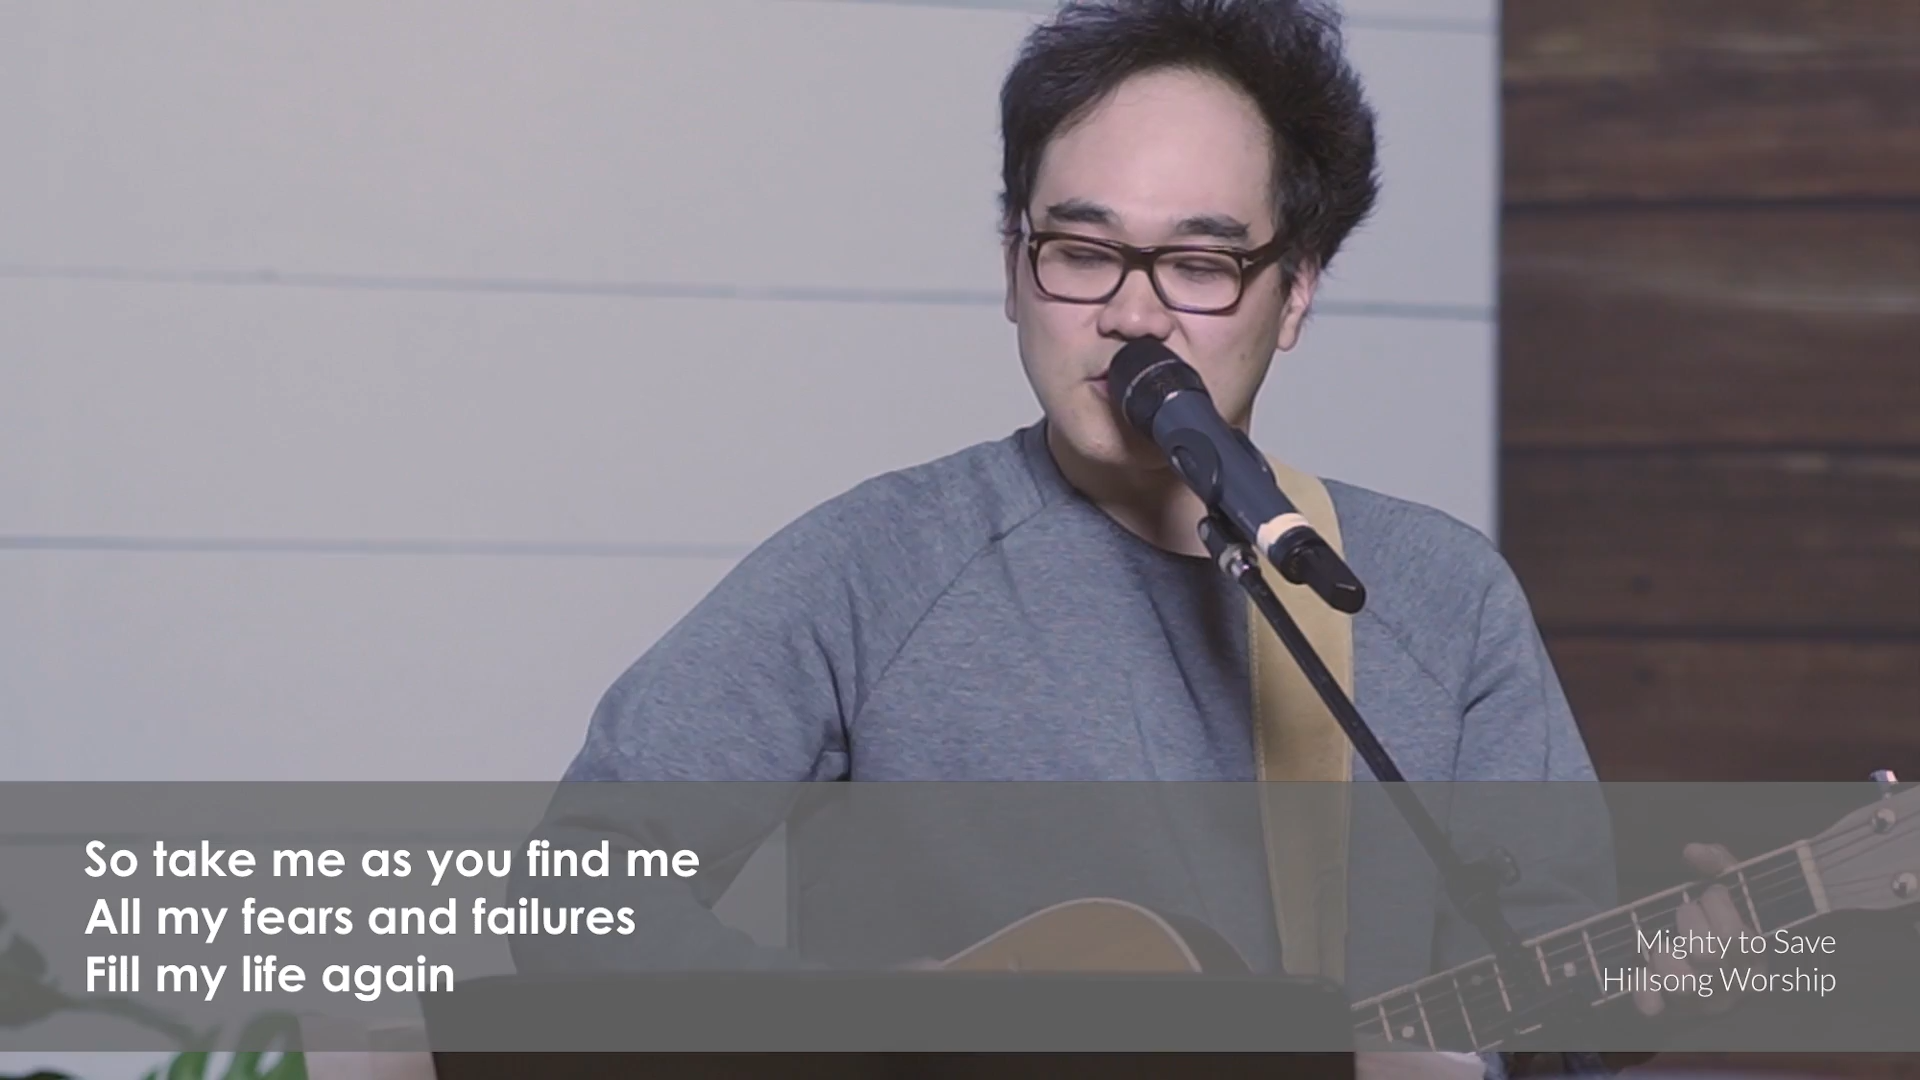 So take me as you find me
All my fears and failures
Fill my life again
Mighty to Save
Hillsong Worship